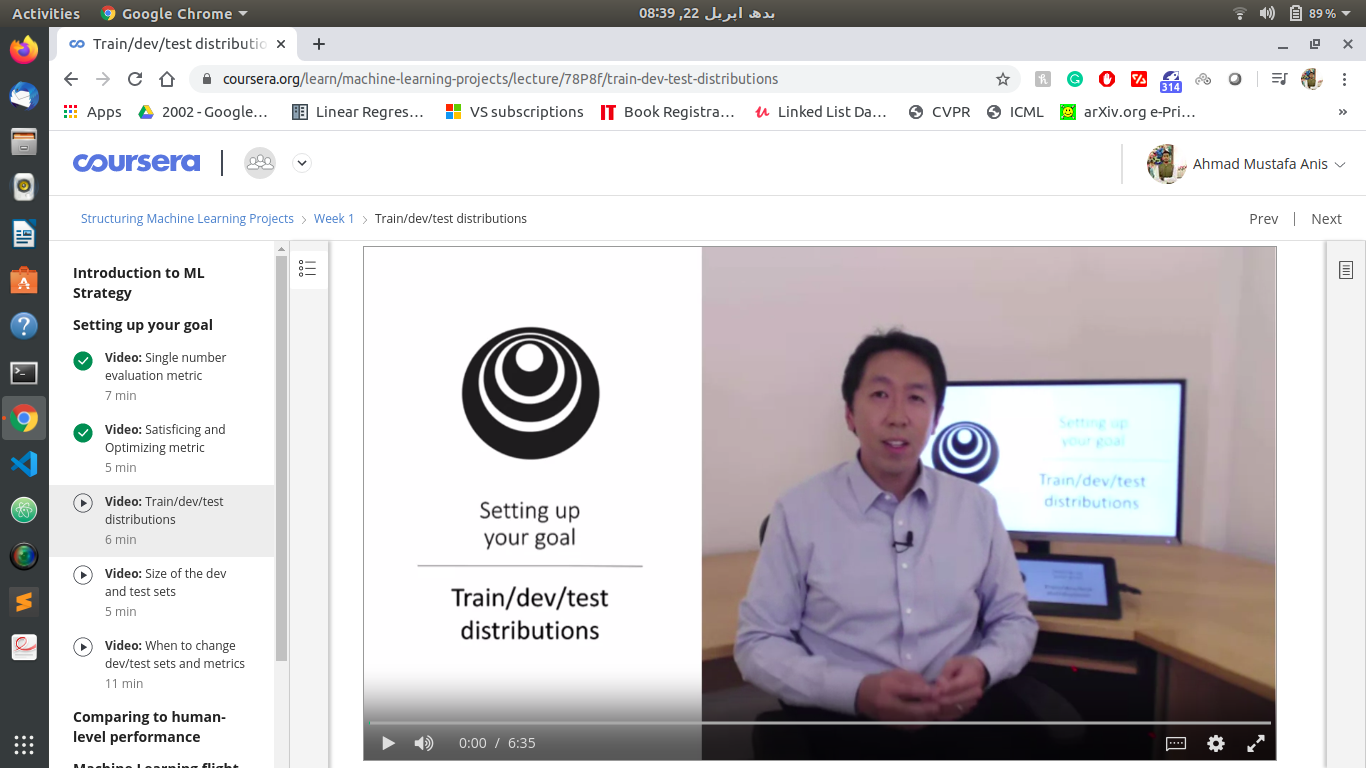 Activities
Google Chrome
بدھ اپریل 22, 08:39
89 %
Train/dev/test distributio
coursera.org/learn/machine-learning-projects/lecture/78P8f/train-dev-test-distributions
314
Apps
2002 - Google…
Linear Regres…
VS subscriptions
Book Registra…
Linked List Da…
CVPR
ICML
arXiv.org e-Pri…
»
coursera
Ahmad Mustafa Anis
Structuring Machine Learning Projects
Week 1
Train/dev/test distributions
Prev
Next
Introduction to ML
Strategy
Setting up your goal
Video: Single number
evaluation metric
7 min
Video: Satisficing and
Optimizing metric
5 min
Video: Train/dev/test
distributions
6 min
Video: Size of the dev
and test sets
5 min
Video: When to change
dev/test sets and metrics
11 min
Comparing to human-
level performance
Machine Learning flight
Setting up
your goal
Train/dev/test
distributions
Setting up
your goal
Train/dev/test
distributions
0:00 / 6:35